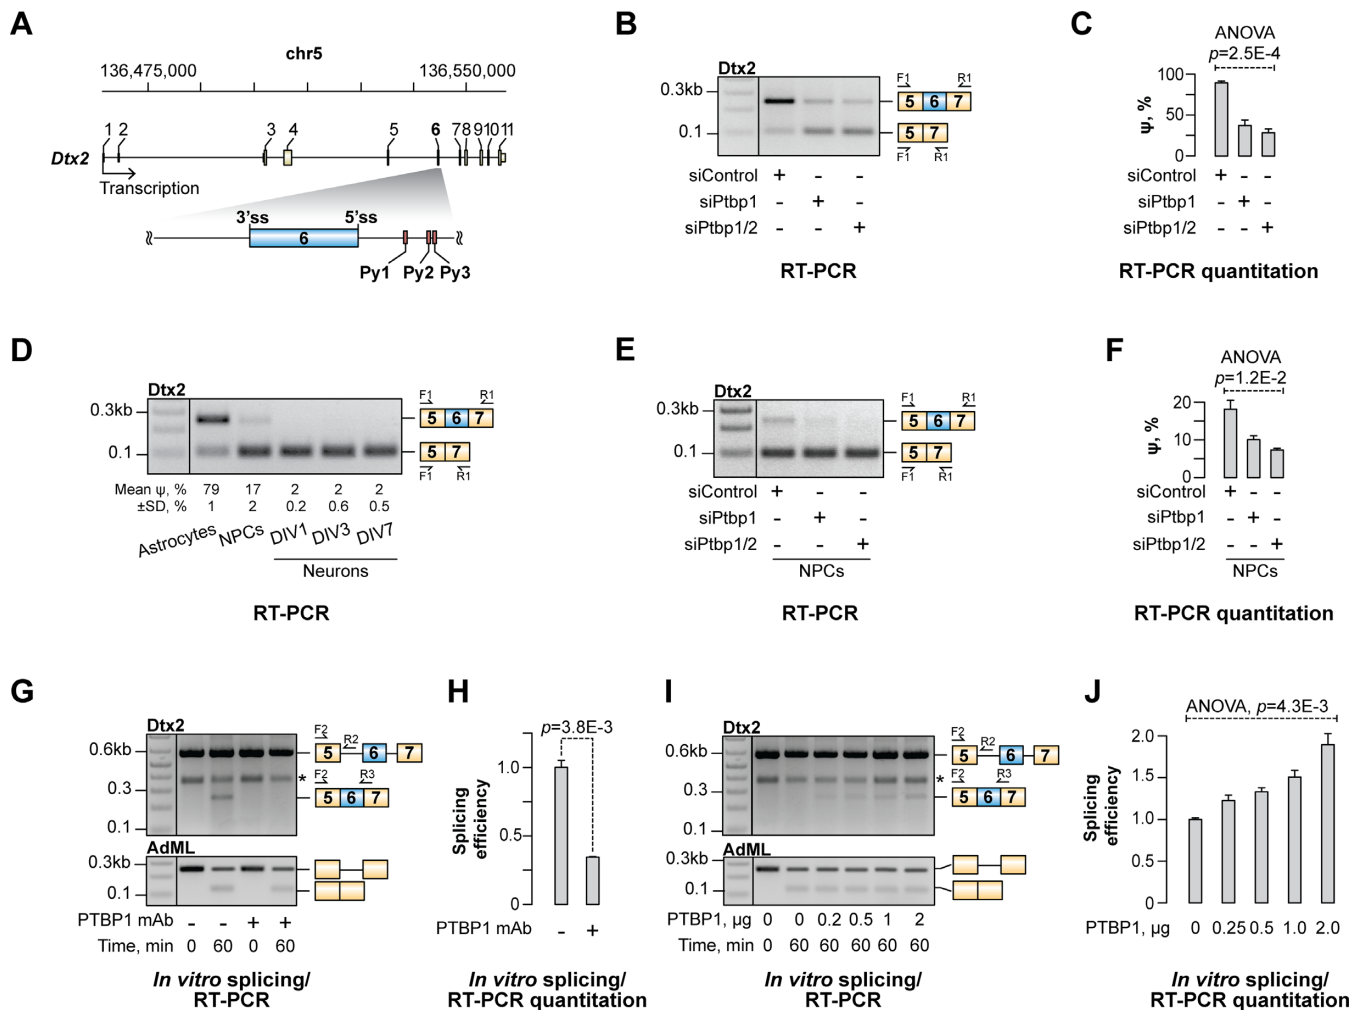 A
chr5
136,475,000 136,550,000
1 2 3 4 5 6 7 8 9 10 11
Dtx2
Transcription
3'ss 5'ss
6
Py1 Py2 Py3
B
Dtx2
0.3kb
0.1
F1 R1
5 6 7
5 7
F1 R1
siControl + - -
siPtbp1 - + -
siPtbp1/2 - - +
RT-PCR
C
ANOVA
p=2.5E-4
100
50
0
Ψ, %
siControl + - -
siPtbp1 - + -
siPtbp1/2 - - +
RT-PCR quantitation
D
Dtx2
0.3kb
0.1
F1 R1
5 6 7
5 7
F1 R1
Mean ψ, % 79 17 2 2 2
±SD, % 1 2 0.2 0.6 0.5
Astrocytes NPCs DIV1 DIV3 DIV7
Neurons
RT-PCR
E
Dtx2
0.3kb
0.1
F1 R1
5 6 7
5 7
F1 R1
siControl + - -
siPtbp1 - + -
siPtbp1/2 - - +
NPCs
RT-PCR
F
ANOVA
p=1.2E-2
20
10
0
Ψ, %
siControl + - -
siPtbp1 - + -
siPtbp1/2 - - +
NPCs
RT-PCR quantitation
G
Dtx2
0.6kb
0.3
0.1
F2 R2
5 6 7
*
F2 R3
5 6 7
AdML
0.3kb
0.1
PTBP1 mAb - - + +
Time, min 0 60 0 60
In vitro splicing/
RT-PCR
H
p=3.8E-3
1.0
0.5
0
Splicing
efficiency
PTBP1 mAb - +
In vitro splicing/
RT-PCR quantitation
I
Dtx2
0.6kb
0.3
0.1
F2 R2
5 6 7
*
F2 R3
5 6 7
AdML
0.3kb
0.1
PTBP1, µg 0 0 0.2 0.5 1 2
Time, min 0 60 60 60 60 60
In vitro splicing/
RT-PCR
J
ANOVA, p=4.3E-3
2.0
1.5
1.0
0.5
0
Splicing
efficiency
PTBP1, µg 0 0.25 0.5 1.0 2.0
In vitro splicing/
RT-PCR quantitation